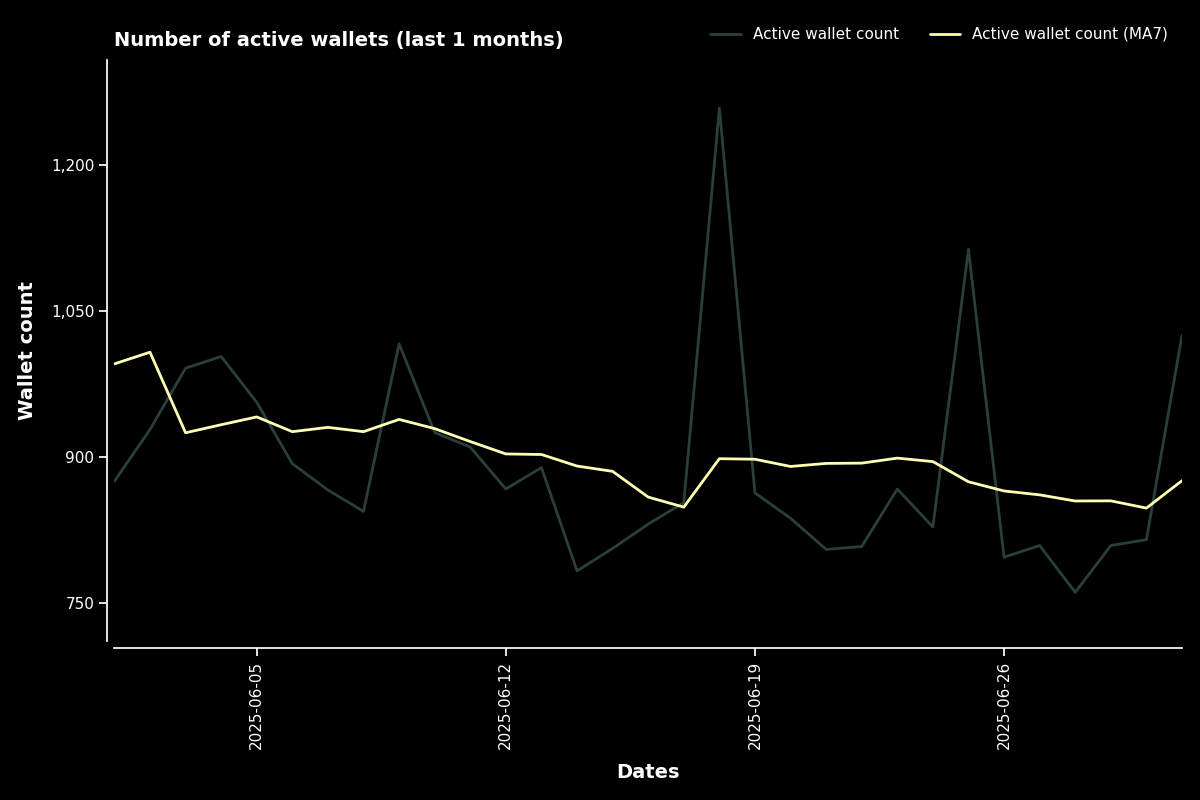 Number of active wallets (last 1 months)
Active wallet count
Active wallet count (MA7)
Wallet count
1,200
1,050
900
750
2025-06-05
2025-06-12
2025-06-19
2025-06-26
Dates